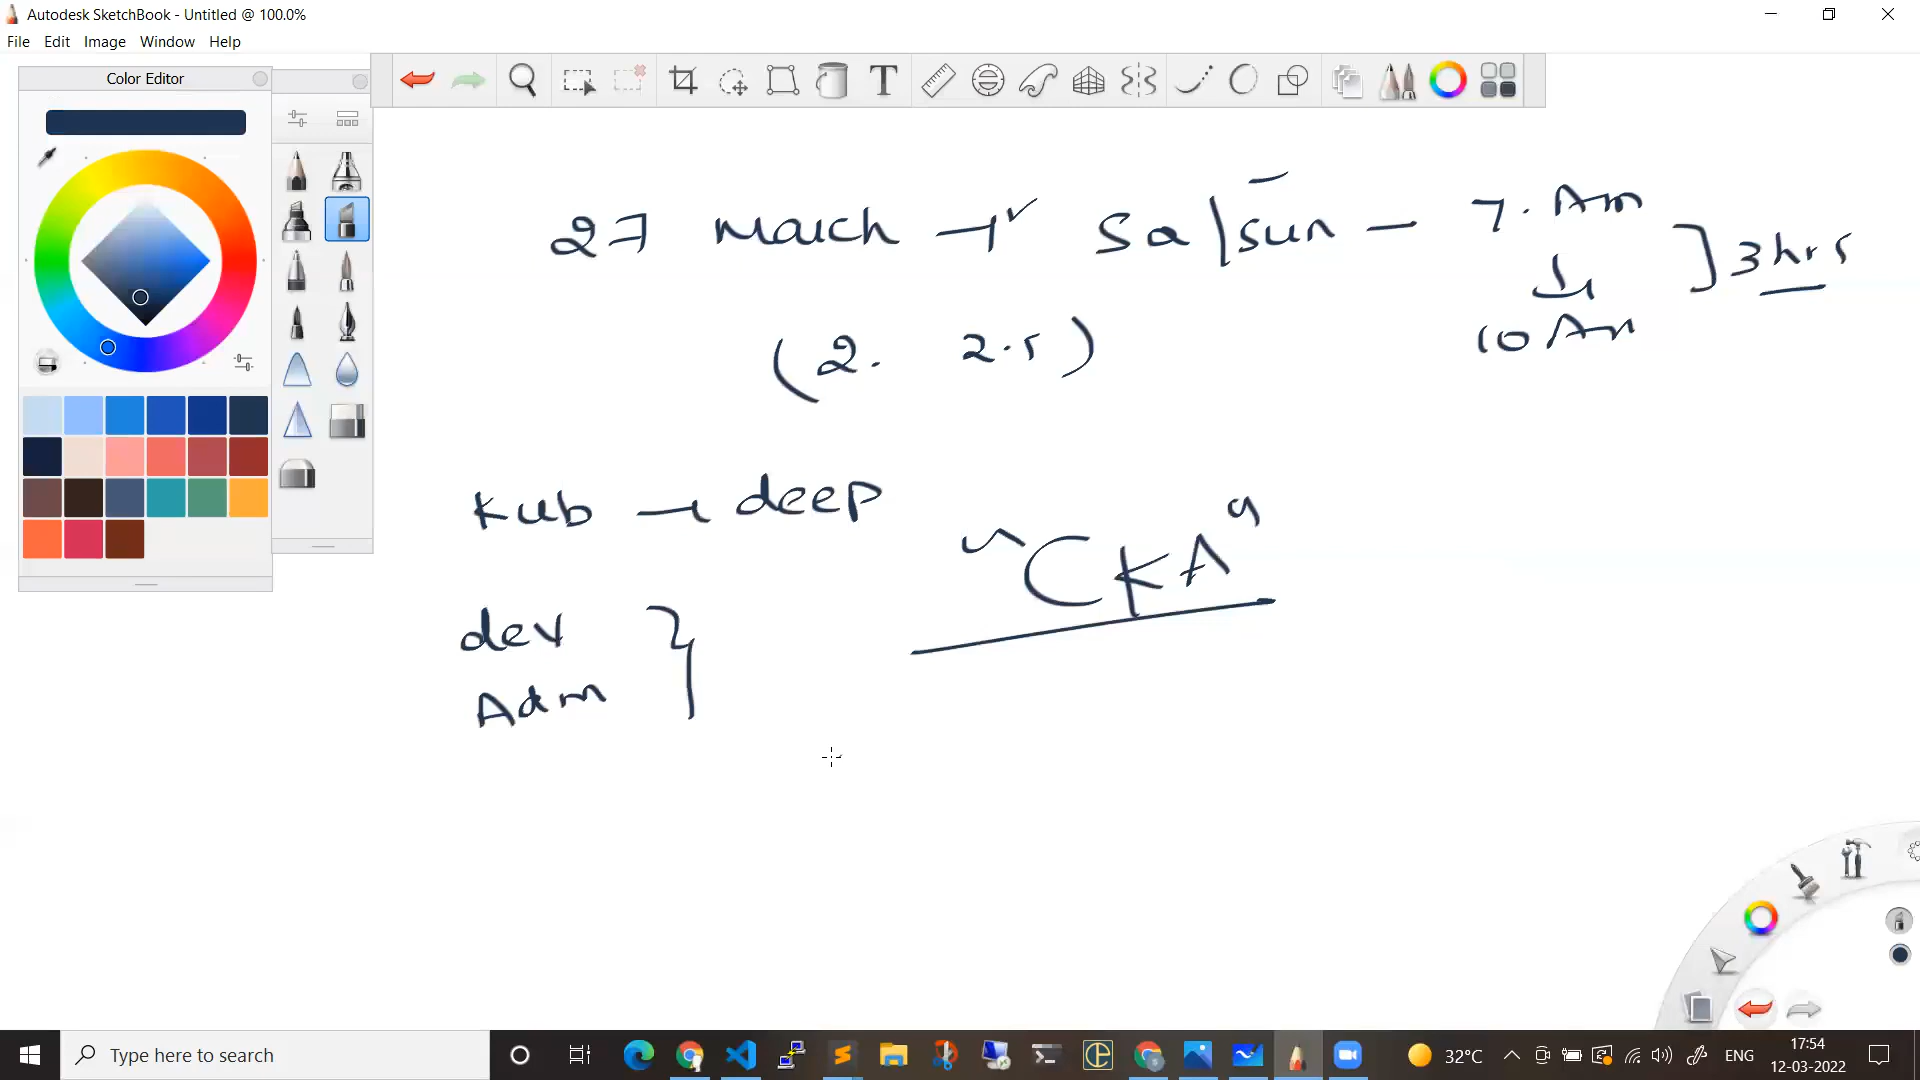 Autodesk SketchBook - Untitled @ 100.0%
File Edit Image Window Help
Color Editor
27 March → Sa|sun - 7. Am
3 hrs
10 Am
(2. 2.5)
Kub → deep
"CKA"
dev
Adm
Type here to search
32°C
ENG
17:54
12-03-2022